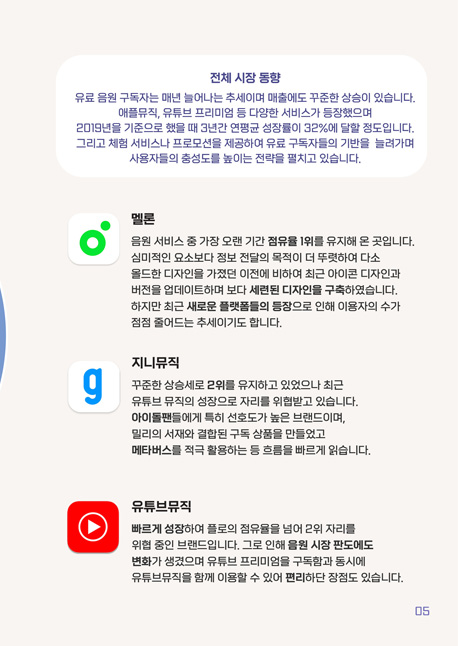 전체 시장 동향
유료 음원 구독자는 매년 늘어나는 추세이며 매출에도 꾸준한 상승이 있습니다.
애플뮤직, 유튜브 프리미엄 등 다양한 서비스가 등장했으며
2019년을 기준으로 했을 때 3년간 연평균 성장률이 32%에 달할 정도입니다.
그리고 체험 서비스나 프로모션을 제공하여 유료 구독자들의 기반을 늘려가며
사용자들의 충성도를 높이는 전략을 펼치고 있습니다.
멜론
음원 서비스 중 가장 오랜 기간 점유율 1위를 유지해 온 곳입니다.
심미적인 요소보다 정보 전달의 목적이 더 뚜렷하여 다소
올드한 디자인을 가졌던 이전에 비하여 최근 아이콘 디자인과
버전을 업데이트하며 보다 세련된 디자인을 구축하였습니다.
하지만 최근 새로운 플랫폼들의 등장으로 인해 이용자의 수가
점점 줄어드는 추세이기도 합니다.
g
지니뮤직
꾸준한 상승세로 2위를 유지하고 있었으나 최근
유튜브 뮤직의 성장으로 자리를 위협받고 있습니다.
아이돌팬들에게 특히 선호도가 높은 브랜드이며,
밀리의 서재와 결합된 구독 상품을 만들었고
메타버스를 적극 활용하는 등 흐름을 빠르게 읽습니다.
유튜브뮤직
빠르게 성장하여 플로의 점유율을 넘어 2위 자리를
위협 중인 브랜드입니다. 그로 인해 음원 시장 판도에도
변화가 생겼으며 유튜브 프리미엄을 구독함과 동시에
유튜브뮤직을 함께 이용할 수 있어 편리하단 장점도 있습니다.
05